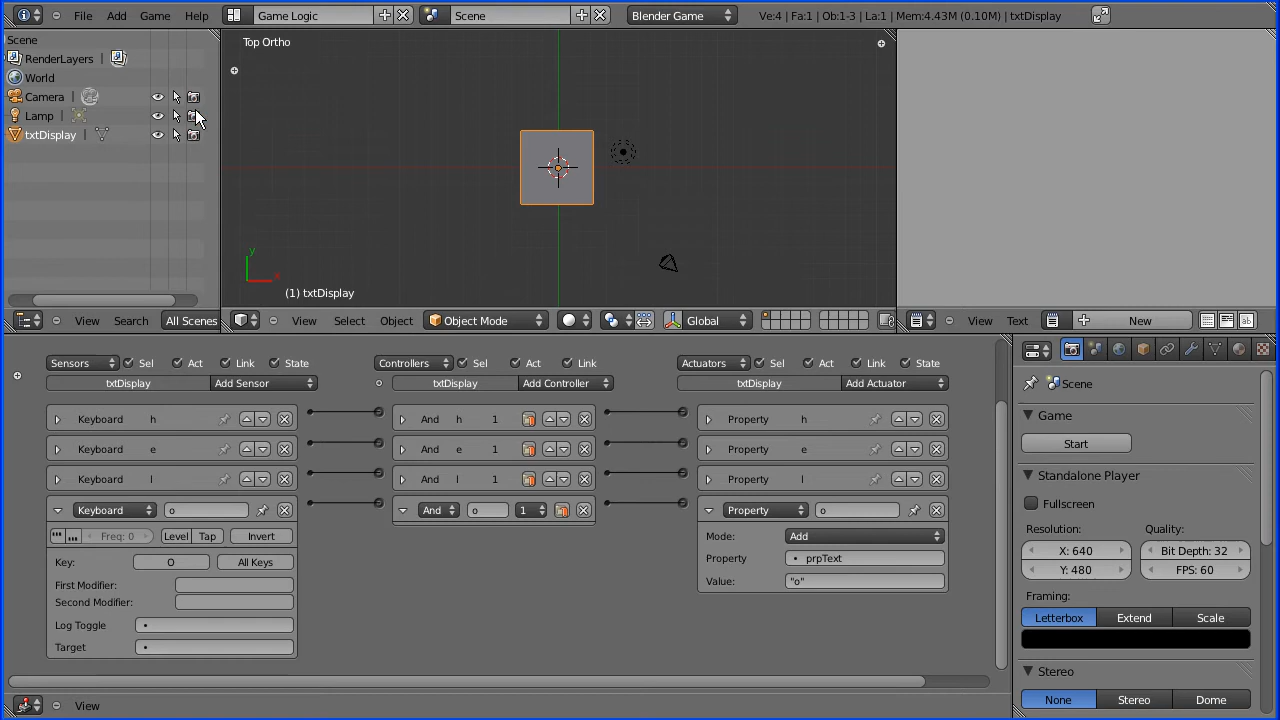 File Add Game Help Game Logic Scene Blender Game Ve:4 | Fa:1 | Ob:1-3 | La:1 | Mem:4.43M (0.10M) | txtDisplay
Scene
RenderLayers |
World
Camera |
Lamp |
txtDisplay |
View Search All Scenes
Top Ortho
y
x
(1) txtDisplay
View Select Object Object Mode Global
View Text New
Sensors Sel Act Link State Controllers Sel Act Link Actuators Sel Act Link State
txtDisplay Add Sensor txtDisplay Add Controller txtDisplay Add Actuator
Keyboard h And h 1 Property h
Keyboard e And e 1 Property e
Keyboard l And l 1 Property l
Keyboard o And o 1 Property o
Freq: 0 Level Tap Invert
Key: O All Keys
First Modifier:
Second Modifier:
Log Toggle
Target
Mode: Add
Property prpText
Value: "o"
View
Scene
Game
Start
Standalone Player
Fullscreen
Resolution: Quality:
X: 640 Bit Depth: 32
Y: 480 FPS: 60
Framing:
Letterbox Extend Scale
Stereo
None Stereo Dome